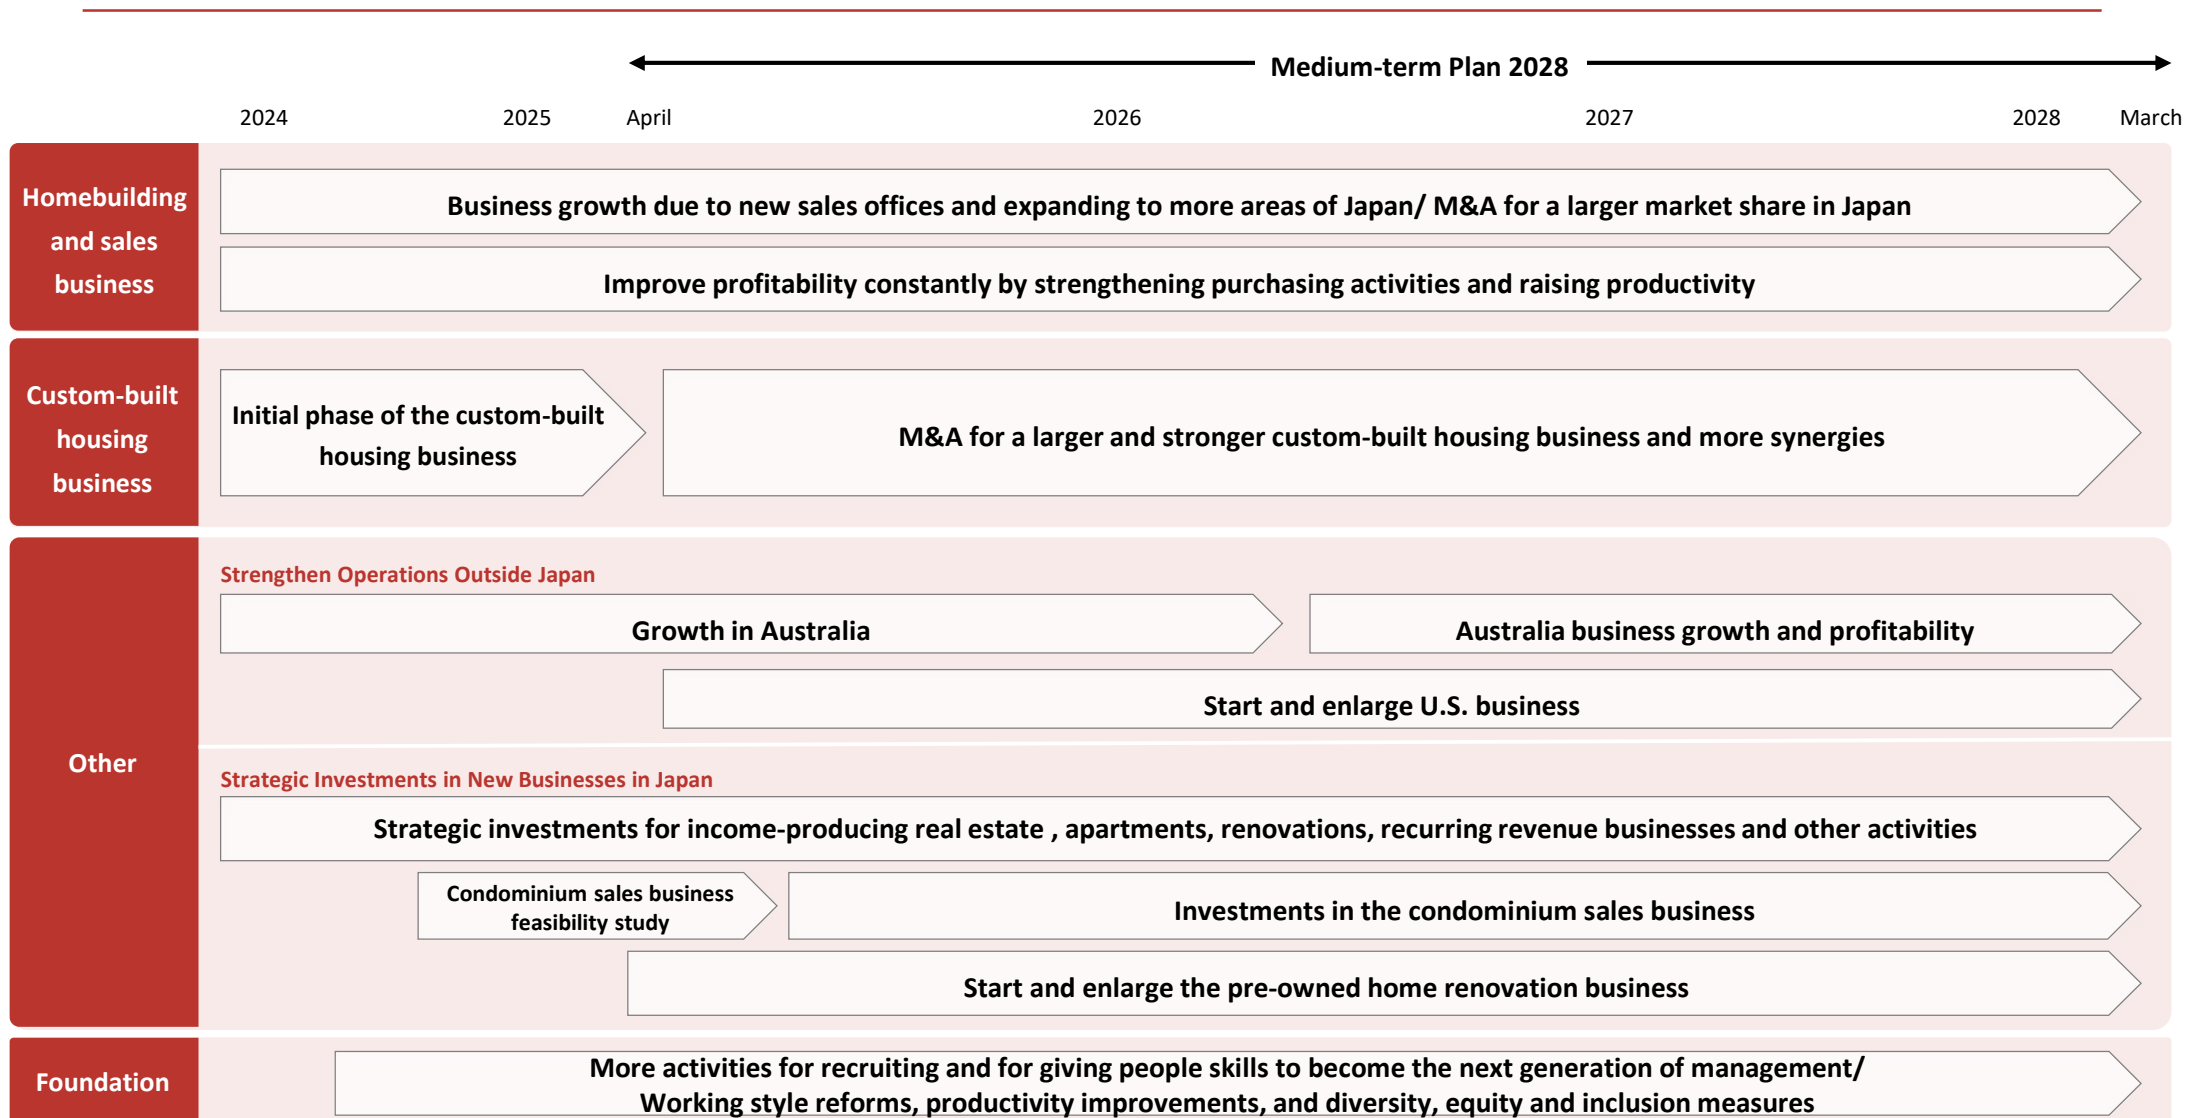 Medium-term Plan 2028
2024 2025 April 2026 2027 2028 March
Homebuilding
and sales
business
Business growth due to new sales offices and expanding to more areas of Japan/ M&A for a larger market share in Japan
Improve profitability constantly by strengthening purchasing activities and raising productivity
Custom-built
housing
business
Initial phase of the custom-built
housing business
M&A for a larger and stronger custom-built housing business and more synergies
Other
Strengthen Operations Outside Japan
Growth in Australia
Australia business growth and profitability
Start and enlarge U.S. business
Strategic Investments in New Businesses in Japan
Strategic investments for income-producing real estate , apartments, renovations, recurring revenue businesses and other activities
Condominium sales business
feasibility study
Investments in the condominium sales business
Start and enlarge the pre-owned home renovation business
Foundation
More activities for recruiting and for giving people skills to become the next generation of management/
Working style reforms, productivity improvements, and diversity, equity and inclusion measures